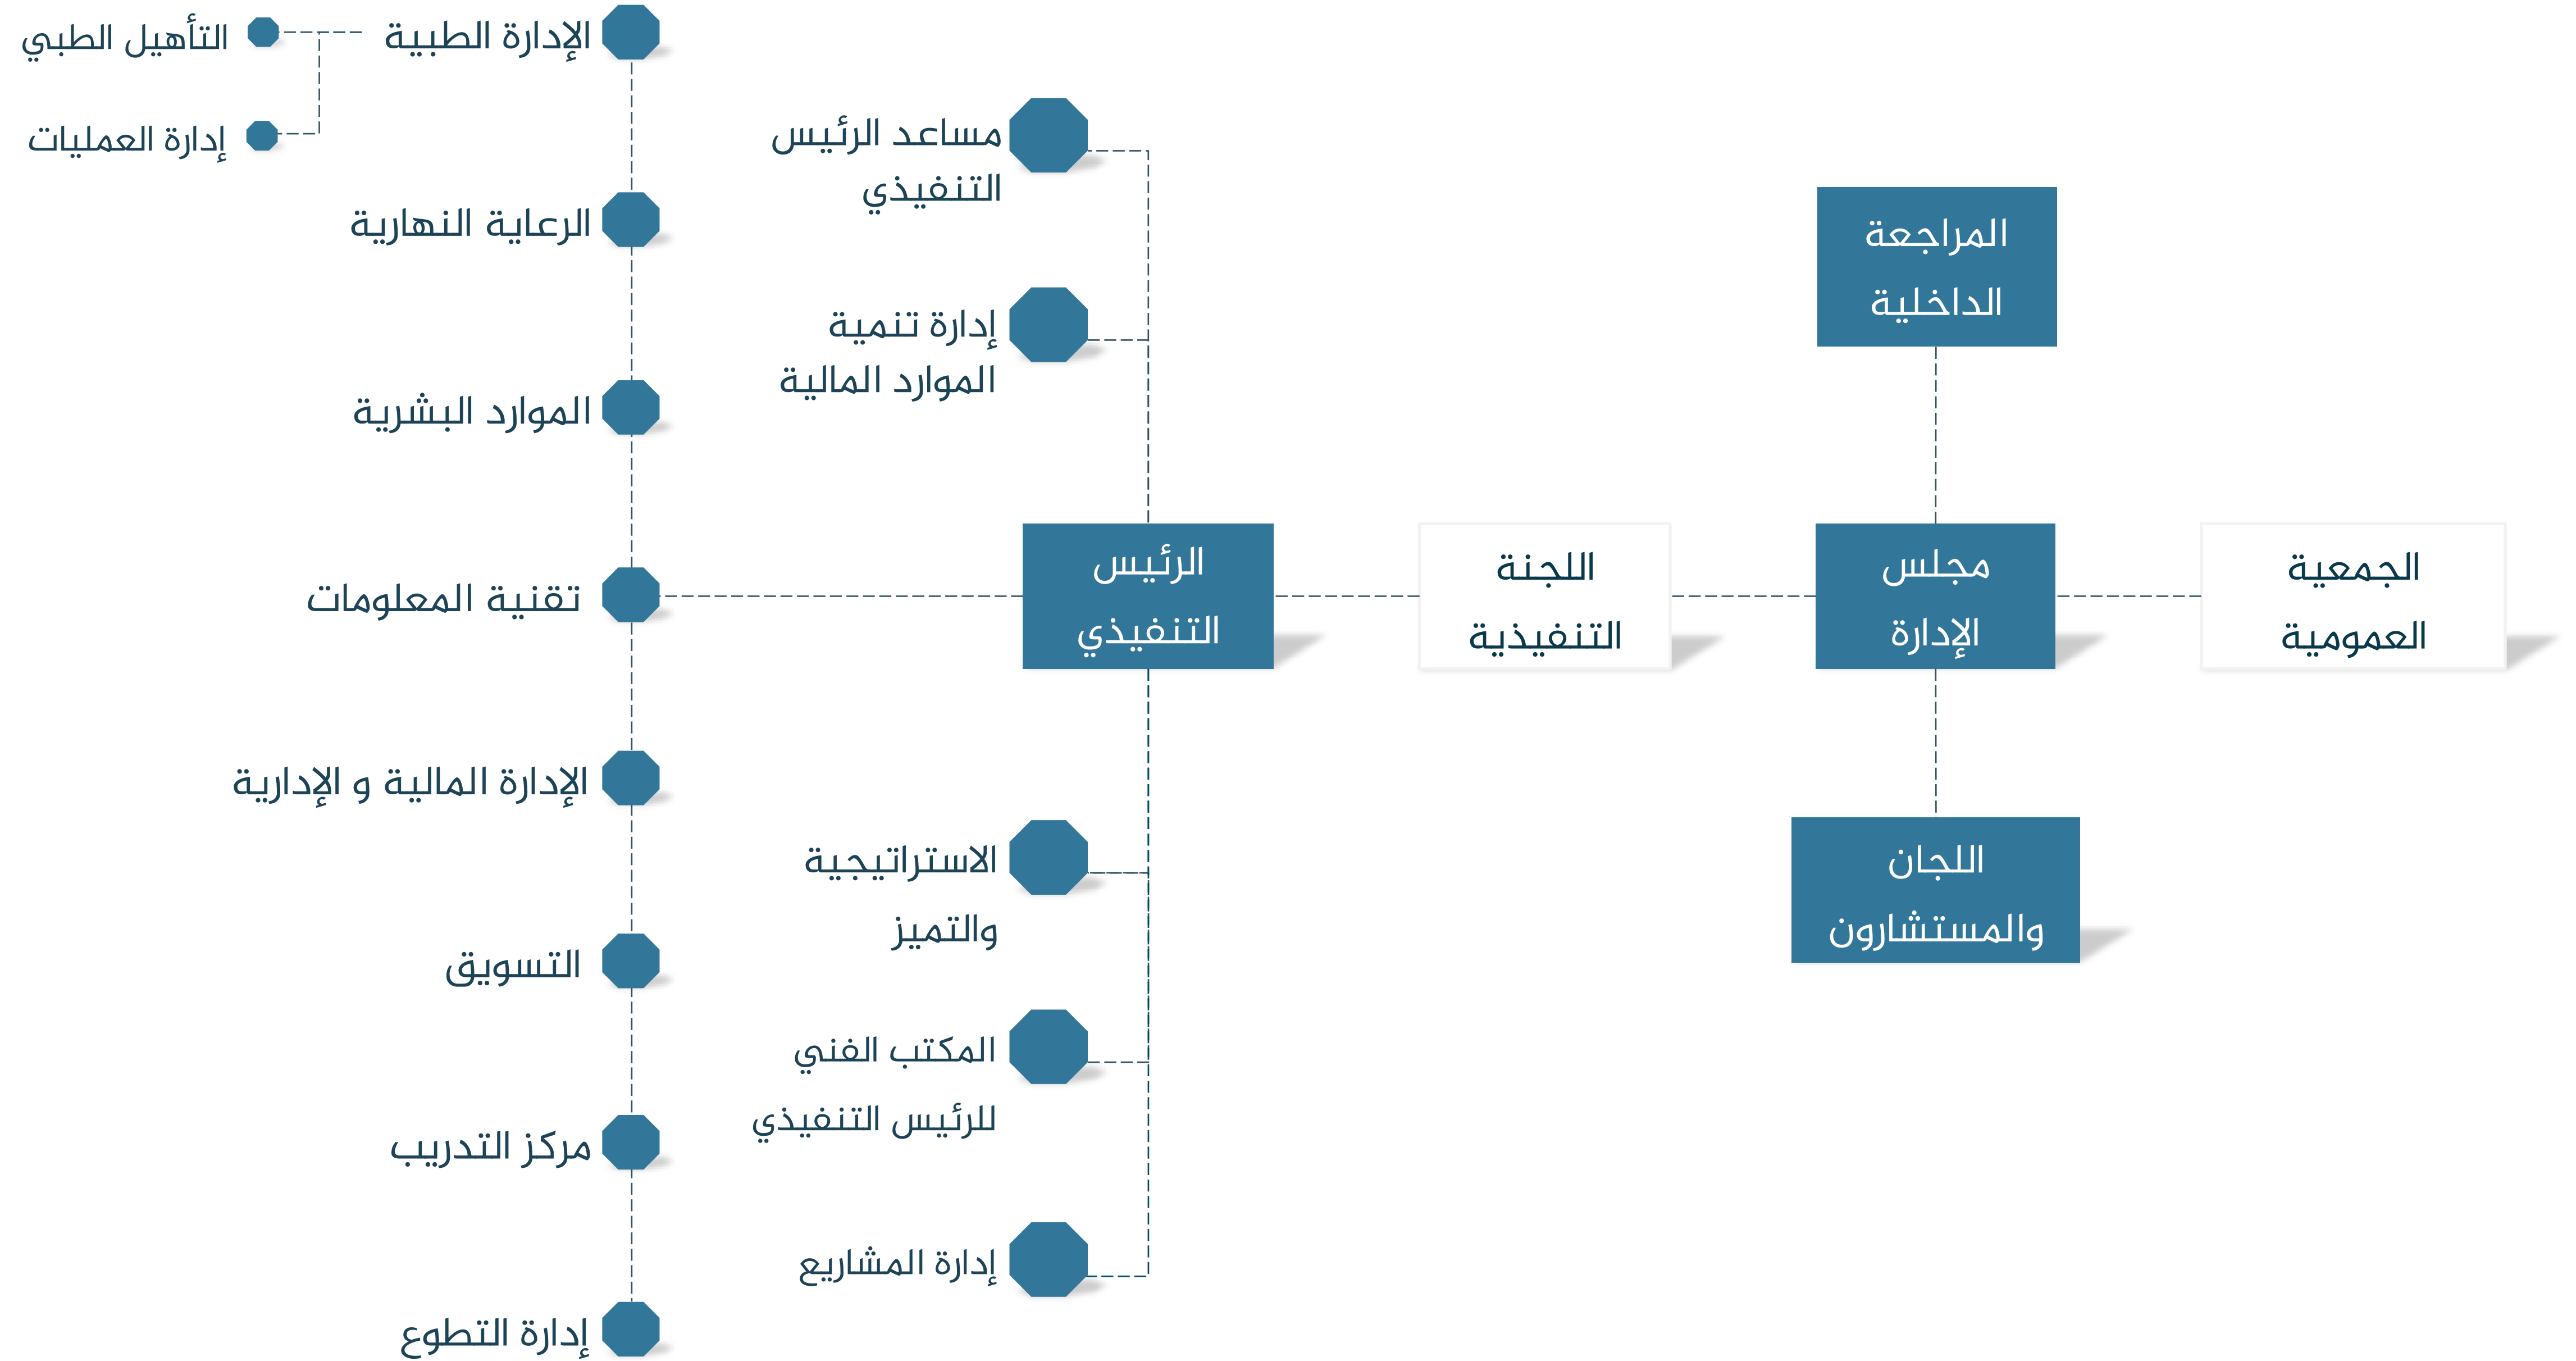 الجمعية
العمومية
المراجعة
الداخلية
مجلس
الإدارة
اللجان
والمستشارون
اللجنة
التنفيذية
الرئيس
التنفيذي
مساعد الرئيس
التنفيذي
إدارة تنمية
الموارد المالية
الاستراتيجية
والتميز
المكتب الفني
للرئيس التنفيذي
إدارة المشاريع
الإدارة الطبية
التأهيل الطبي
إدارة العمليات
الرعاية النهارية
الموارد البشرية
تقنية المعلومات
الإدارة المالية و الإدارية
التسويق
مركز التدريب
إدارة التطوع